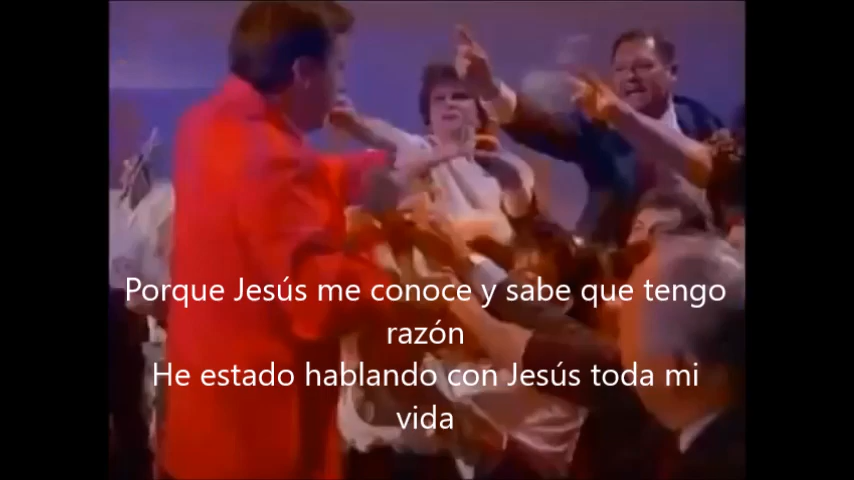 Porque Jesús me conoce y sabe que tengo
razón
He estado hablando con Jesús toda mi
vida